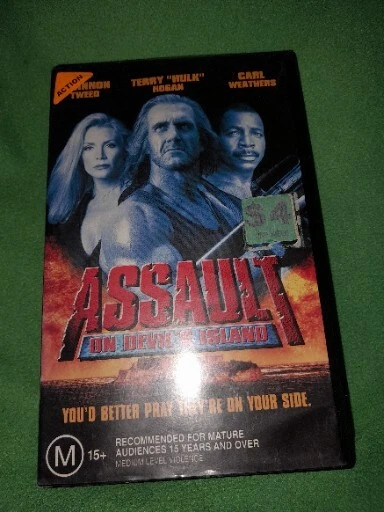 ACTION
TWEED
TERRY "HULK"
HOGAN
CARL
WEATHERS
$4
ASSAULT
ON DEVIL'S ISLAND
YOU'D BETTER PRAY THEY'RE ON YOUR SIDE.
M 15+
RECOMMENDED FOR MATURE
AUDIENCES 15 YEARS AND OVER
MEDIUM LEVEL VIOLENCE